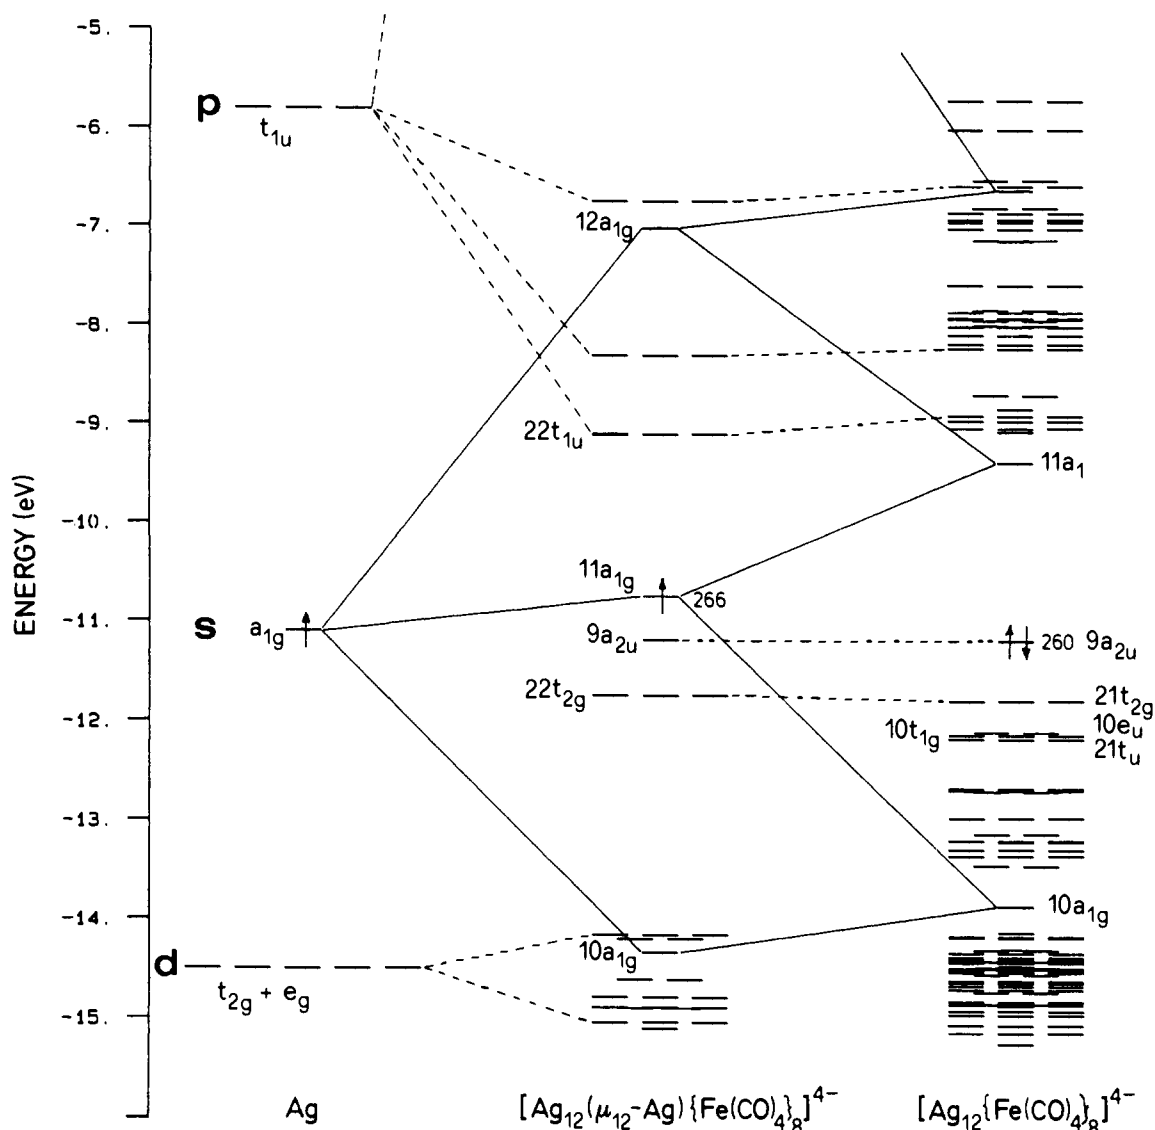 -5.
-6.
-7.
-8.
-9.
-10.
-11.
-12.
-13.
-14.
-15.
ENERGY (eV)
p
t1u
s
a1g
d
t2g + eg
12a1g
22t1u
11a1g
266
9a2u
22t2g
10a1g
11a1
260 9a2u
21t2g
10t1g
10eu
21tu
10a1g
Ag
[Ag12(μ12-Ag){Fe(CO)4}8]4-
[Ag12{Fe(CO)4}8]4-